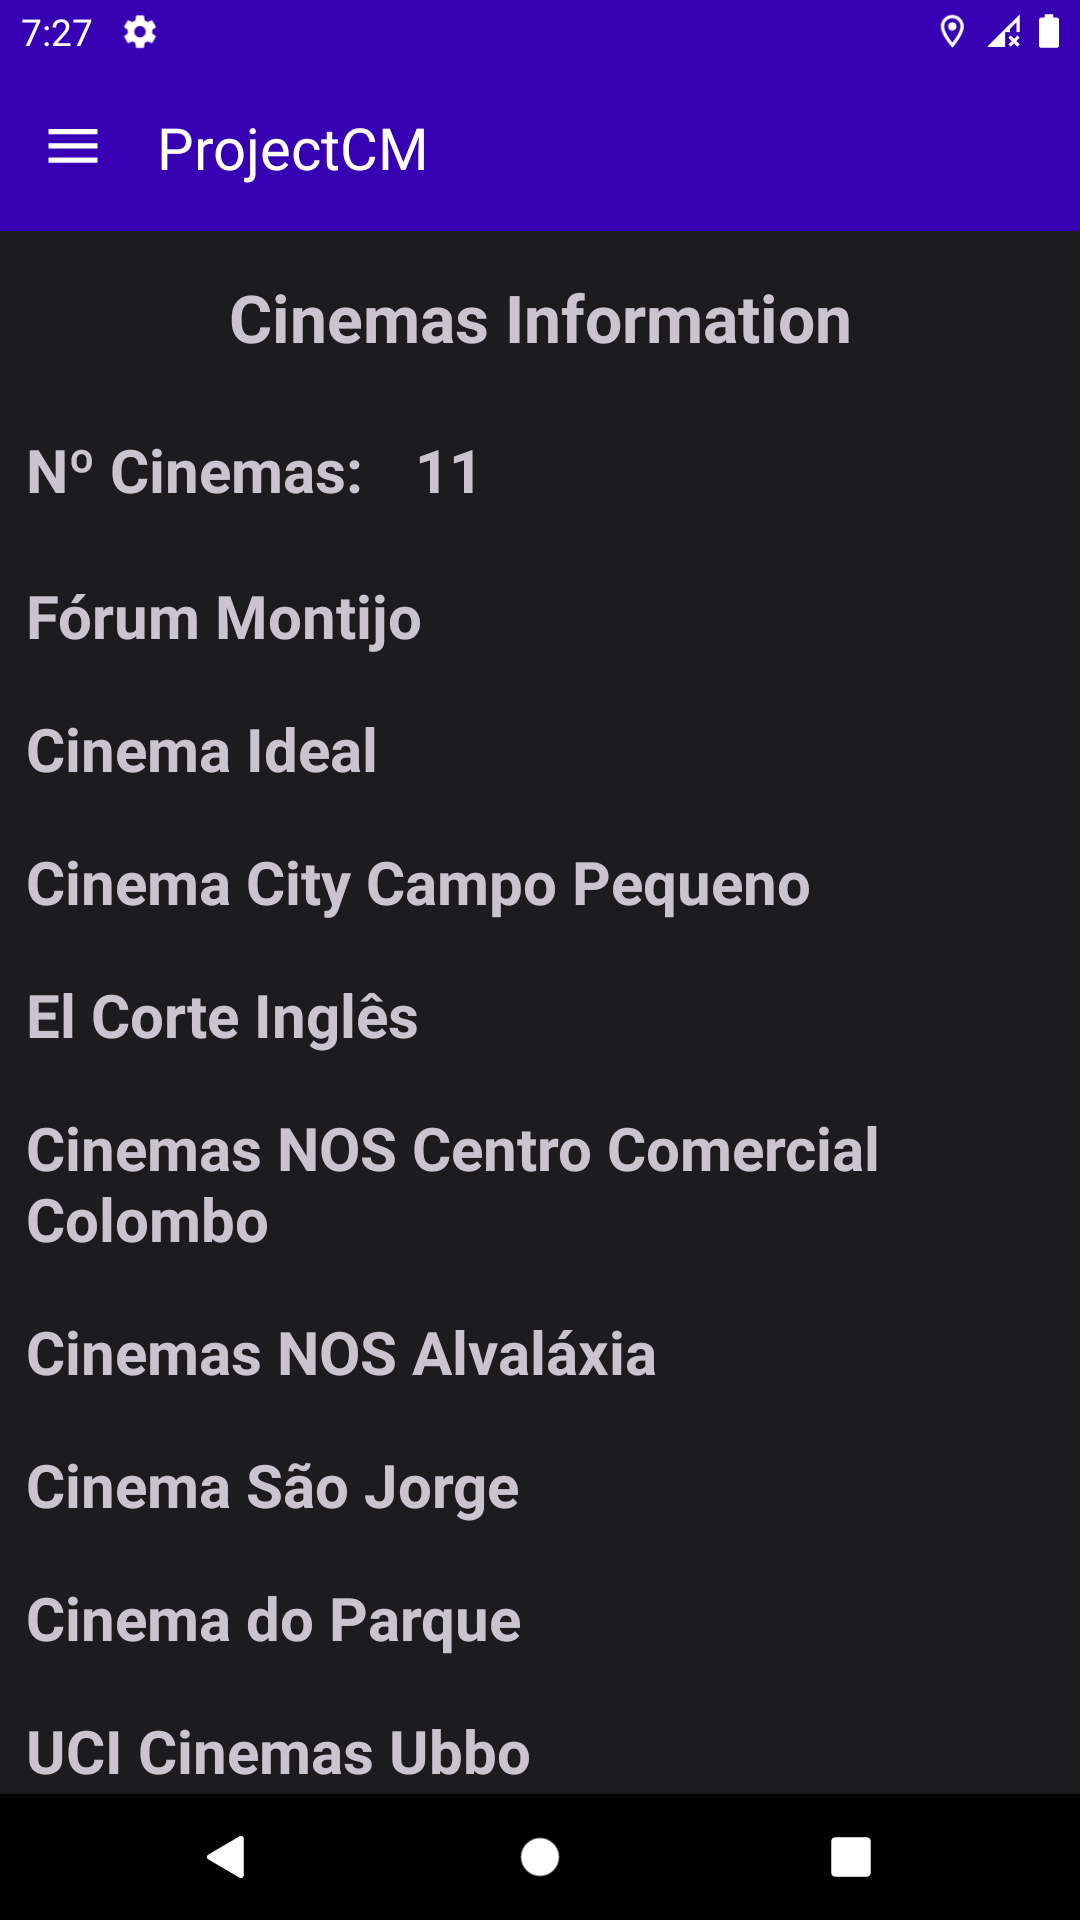 7:27
ProjectCM
Cinemas Information
Nº Cinemas: 11
Fórum Montijo
Cinema Ideal
Cinema City Campo Pequeno
El Corte Inglês
Cinemas NOS Centro Comercial
Colombo
Cinemas NOS Alvaláxia
Cinema São Jorge
Cinema do Parque
UCI Cinemas Ubbo